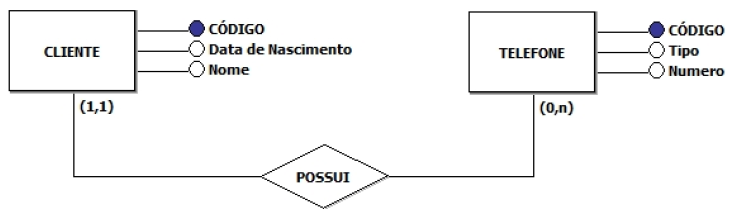 CLIENTE
CÓDIGO
Data de Nascimento
Nome
(1,1)
TELEFONE
CÓDIGO
Tipo
Numero
(0,n)
POSSUI